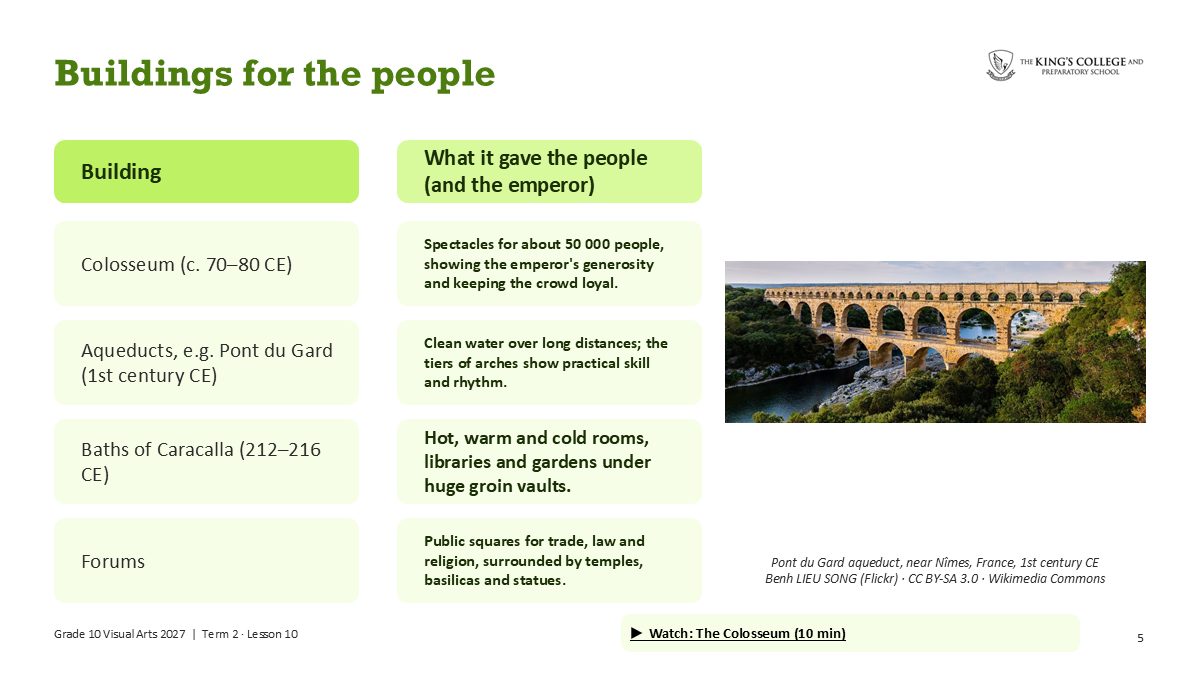 Buildings for the people
THE KING'S COLLEGE AND
PREPARATORY SCHOOL
Building
What it gave the people
(and the emperor)
Colosseum (c. 70–80 CE)
Spectacles for about 50 000 people,
showing the emperor's generosity
and keeping the crowd loyal.
Aqueducts, e.g. Pont du Gard
(1st century CE)
Clean water over long distances; the
tiers of arches show practical skill
and rhythm.
Baths of Caracalla (212–216
CE)
Hot, warm and cold rooms,
libraries and gardens under
huge groin vaults.
Forums
Public squares for trade, law and
religion, surrounded by temples,
basilicas and statues.
Pont du Gard aqueduct, near Nîmes, France, 1st century CE
Benh LIEU SONG (Flickr) · CC BY-SA 3.0 · Wikimedia Commons
Grade 10 Visual Arts 2027 | Term 2 · Lesson 10
▶ Watch: The Colosseum (10 min)
5